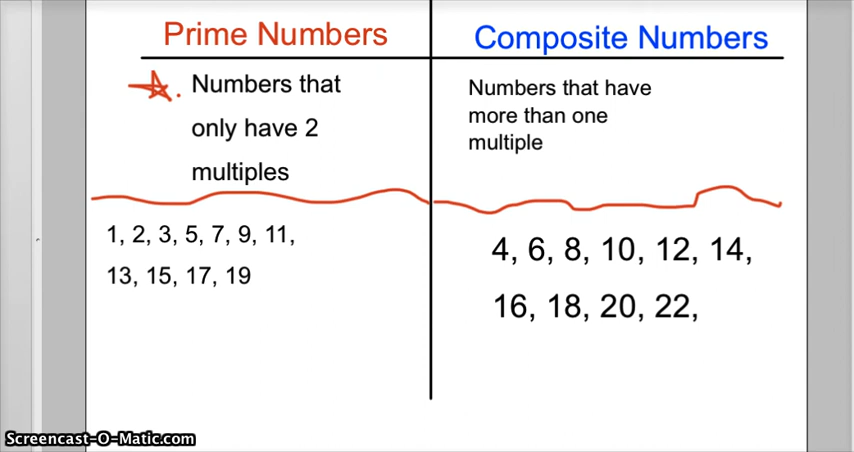 Prime Numbers
Numbers that
only have 2
multiples
1, 2, 3, 5, 7, 9, 11,
13, 15, 17, 19
Composite Numbers
Numbers that have
more than one
multiple
4, 6, 8, 10, 12, 14,
16, 18, 20, 22,
Screencast-O-Matic.com